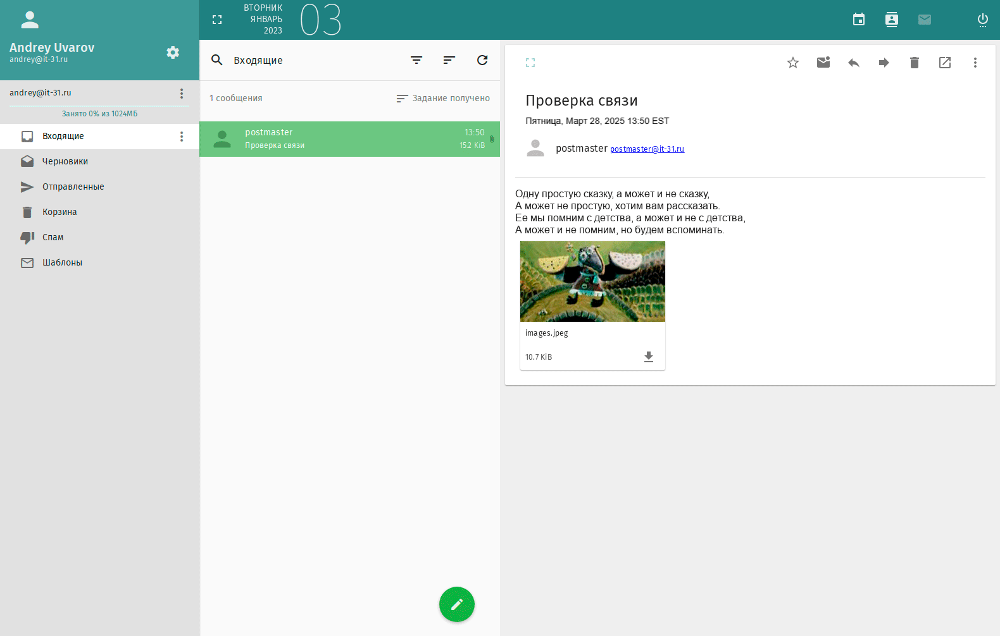 Andrey Uvarov
andrey@it-31.ru
ВТОРНИК
ЯНВАРЬ
2023
03
andrey@it-31.ru
Занято 0% из 1024МБ
Входящие
Черновики
Отправленные
Корзина
Спам
Шаблоны
Входящие
1 сообщения
Задание получено
postmaster
13:50
Проверка связи
15.2 KiB
Проверка связи
Пятница, Март 28, 2025 13:50 EST
postmaster postmaster@it-31.ru
Одну простую сказку, а может и не сказку,
А может не простую, хотим вам рассказать.
Ее мы помним с детства, а может и не с детства,
А может и не помним, но будем вспоминать.
images.jpeg
10.7 KiB